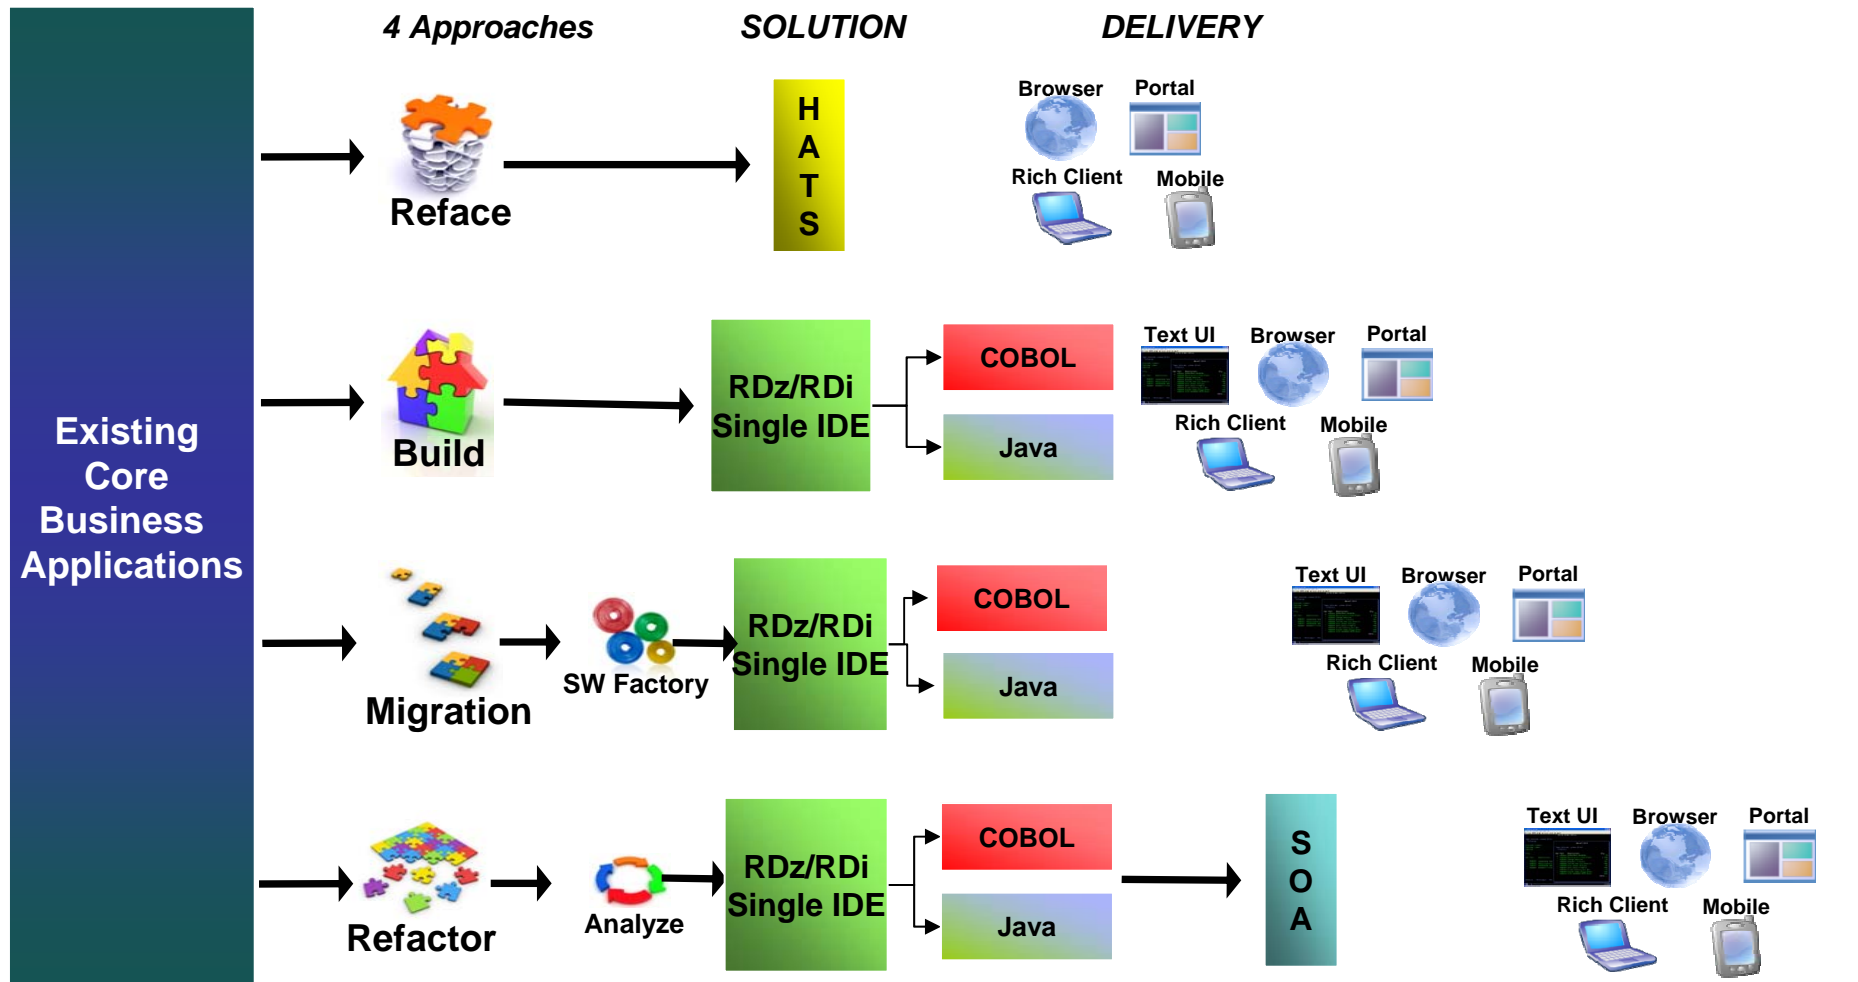 4 Approaches
SOLUTION
DELIVERY
Existing
Core
Business
Applications
Reface
H
A
T
S
Browser
Portal
Rich Client
Mobile
Build
RDz/RDi
Single IDE
COBOL
Java
Text UI
Browser
Portal
Rich Client
Mobile
Migration
SW Factory
RDz/RDi
Single IDE
COBOL
Java
Text UI
Browser
Portal
Rich Client
Mobile
Refactor
Analyze
RDz/RDi
Single IDE
COBOL
Java
S
O
A
Text UI
Browser
Portal
Rich Client
Mobile